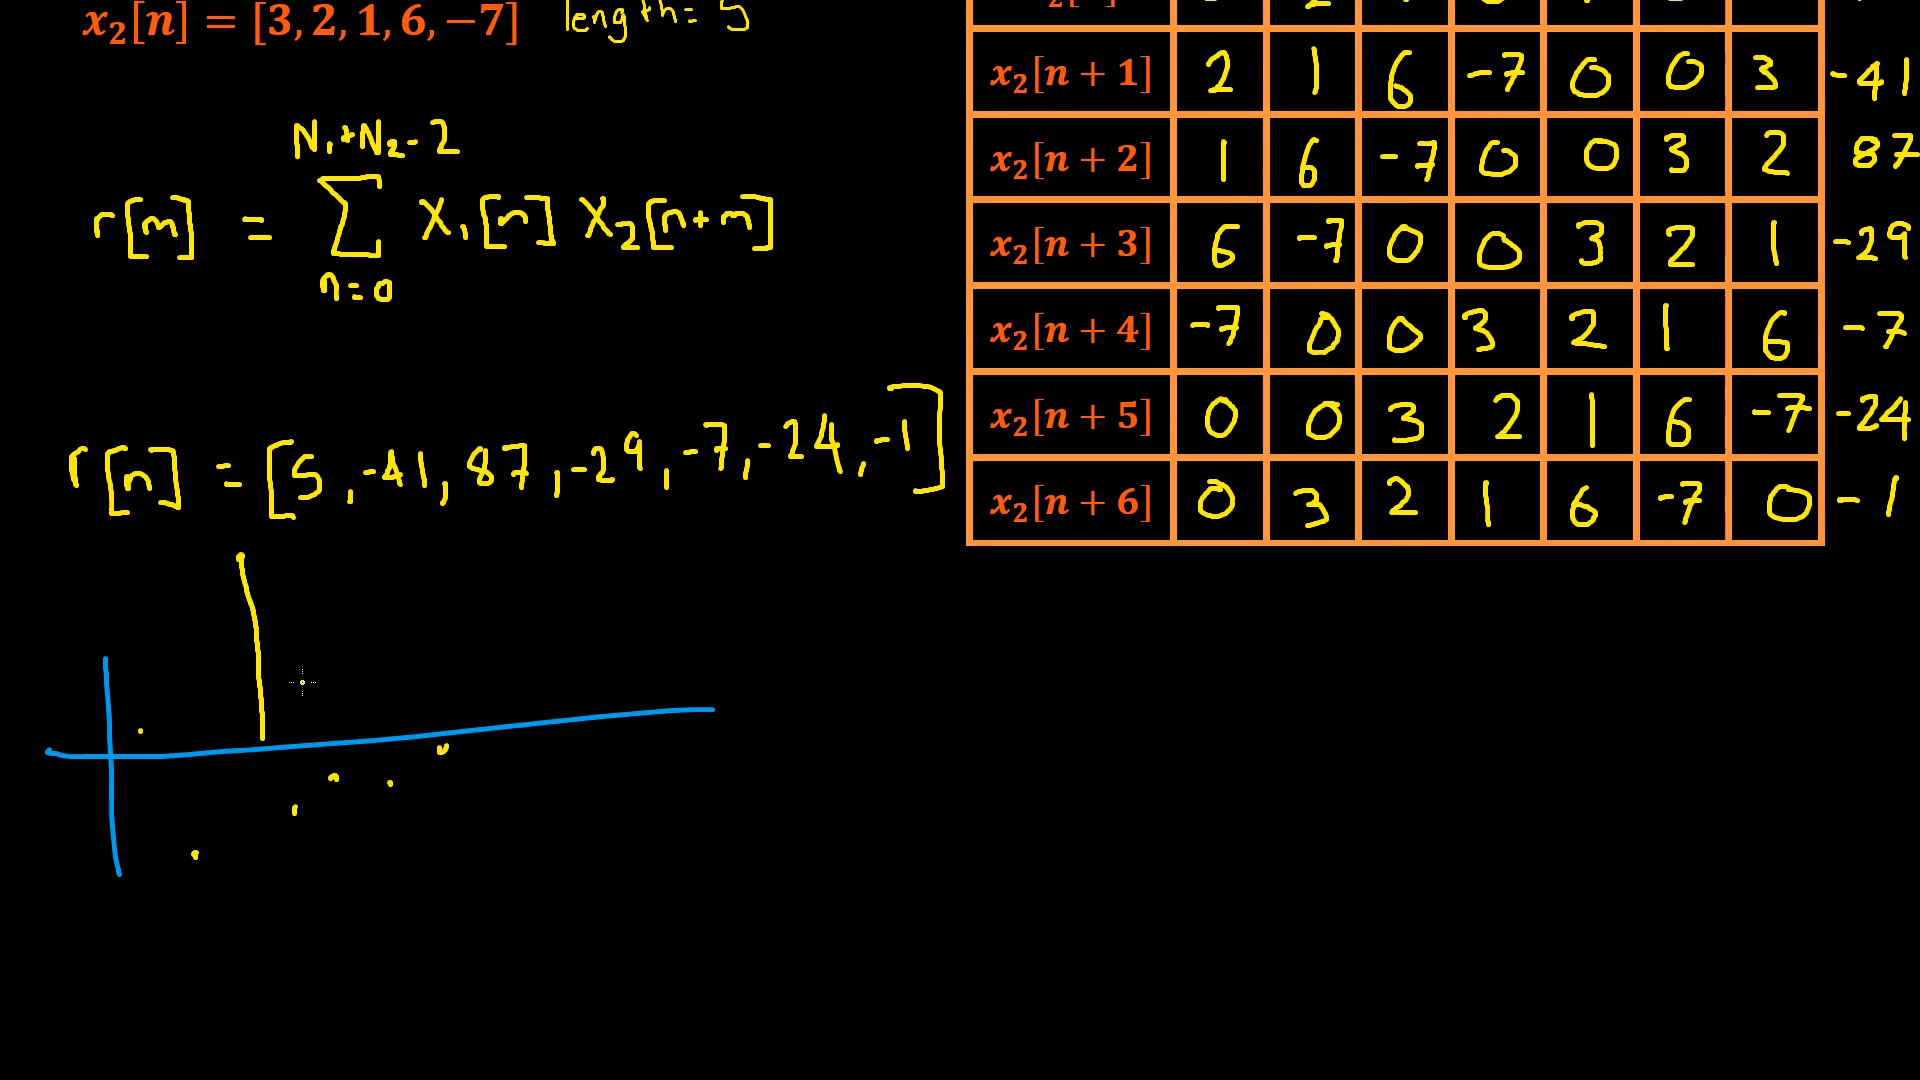 x₂[n] = [3, 2, 1, 6, −7] length = 5
N₁+N₂-2
r[m] = ∑ x₁[n] x₂[n+m]
n=0
r[n] = [5, -41, 87, -29, -7, -24, -1]
x₂[n + 1] 2 1 6 -7 0 0 3 -41
x₂[n + 2] 1 6 -7 0 0 3 2 87
x₂[n + 3] 6 -7 0 0 3 2 1 -29
x₂[n + 4] -7 0 0 3 2 1 6 -7
x₂[n + 5] 0 0 3 2 1 6 -7 -24
x₂[n + 6] 0 3 2 1 6 -7 0 -1